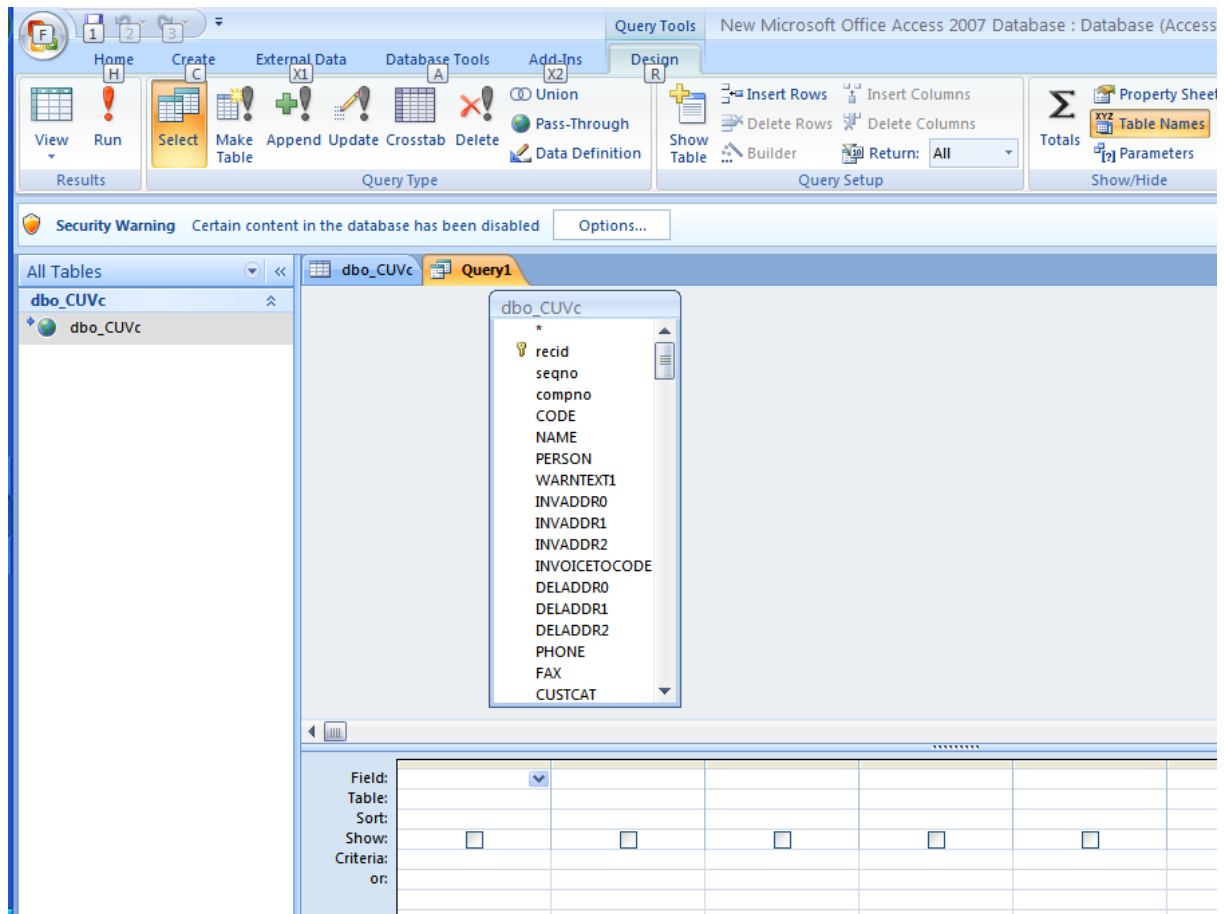 F 1 2 3 Query Tools New Microsoft Office Access 2007 Database : Database (Access
Home Create External Data Database Tools Add-Ins Design
H C X1 A X2 R
View Run Select Make Table Append Update Crosstab Delete
Union
Pass-Through
Data Definition
Show Table
Insert Rows Insert Columns
Delete Rows Delete Columns
Builder Return: All
Σ Totals
Property Sheet
XYZ Table Names
[?] Parameters
Results Query Type Query Setup Show/Hide
Security Warning Certain content in the database has been disabled Options...
All Tables «
dbo_CUVc
dbo_CUVc
dbo_CUVc Query1
dbo_CUVc
*
recid
seqno
compno
CODE
NAME
PERSON
WARNTEXT1
INVADDR0
INVADDR1
INVADDR2
INVOICETOCODE
DELADDR0
DELADDR1
DELADDR2
PHONE
FAX
CUSTCAT
Field:
Table:
Sort:
Show:
Criteria:
or: